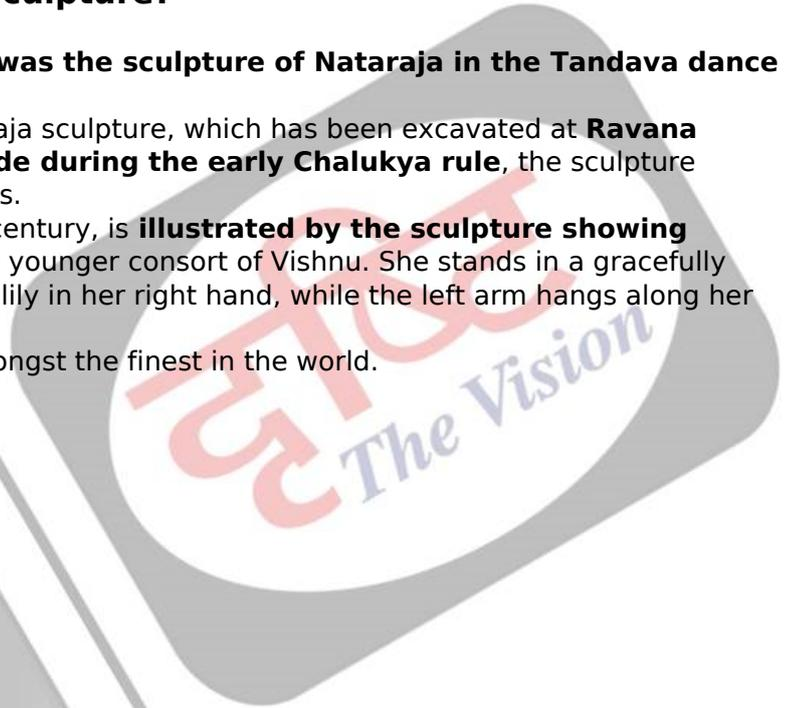 sculpture?
was the sculpture of Nataraja in the Tandava dance
aja sculpture, which has been excavated at Ravana
de during the early Chalukya rule, the sculpture
s.
century, is illustrated by the sculpture showing
younger consort of Vishnu. She stands in a gracefully
lily in her right hand, while the left arm hangs along her
ongst the finest in the world.
दृष्टि
The Vision